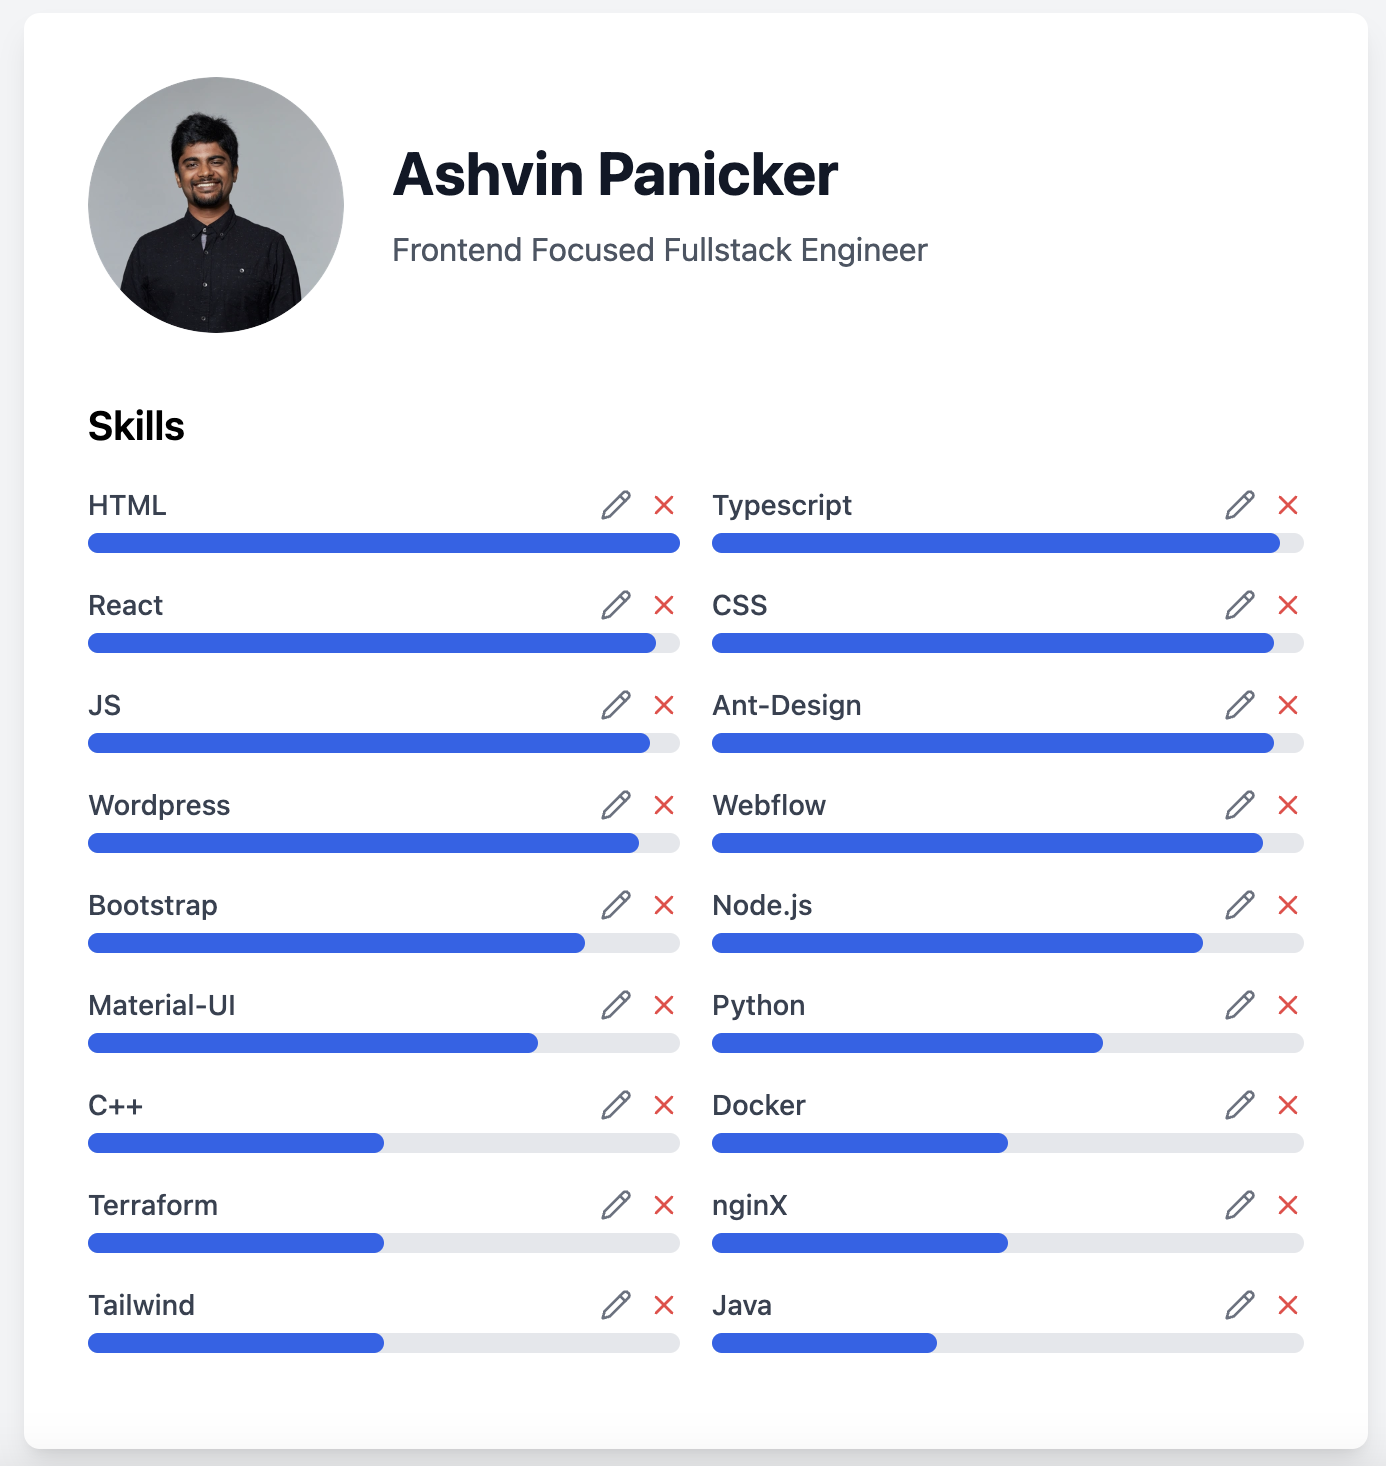 Ashvin Panicker
Frontend Focused Fullstack Engineer
Skills
HTML
Typescript
React
CSS
JS
Ant-Design
Wordpress
Webflow
Bootstrap
Node.js
Material-UI
Python
C++
Docker
Terraform
nginX
Tailwind
Java